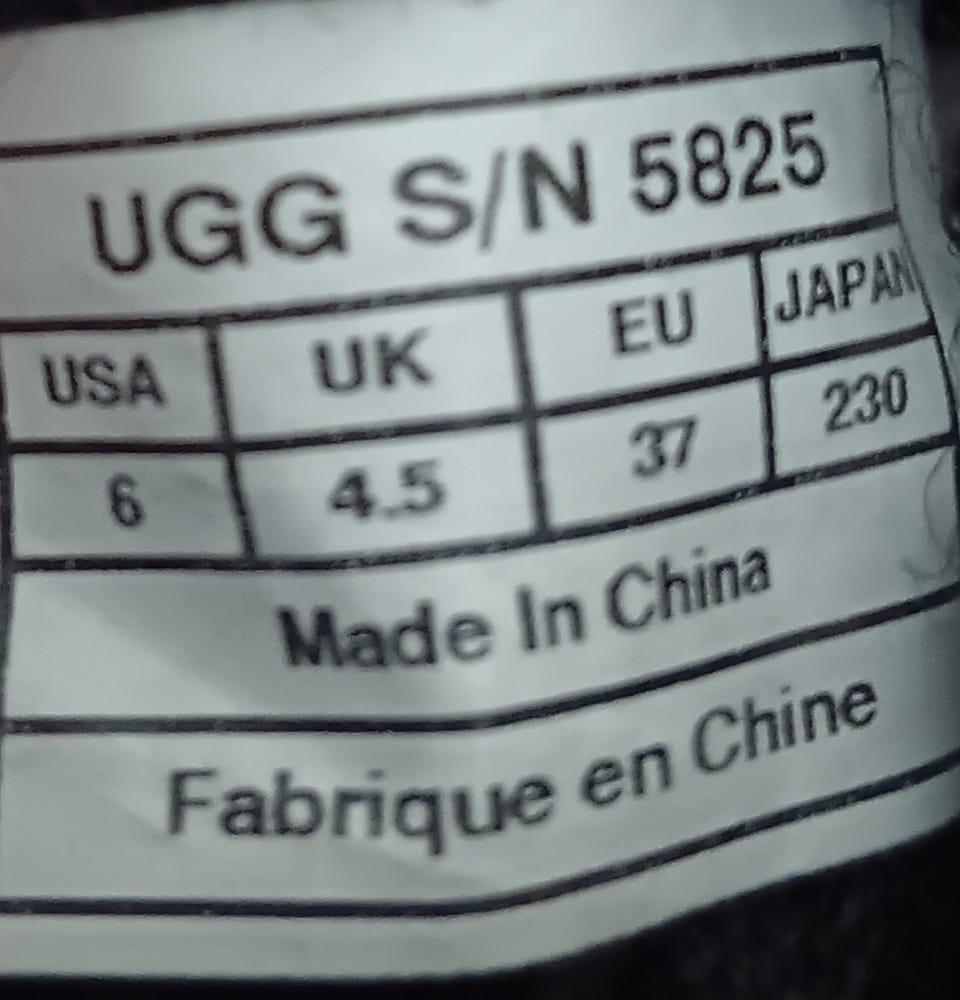 UGG S/N 5825
USA UK EU JAPAN
6 4.5 37 230
Made In China
Fabrique en Chine